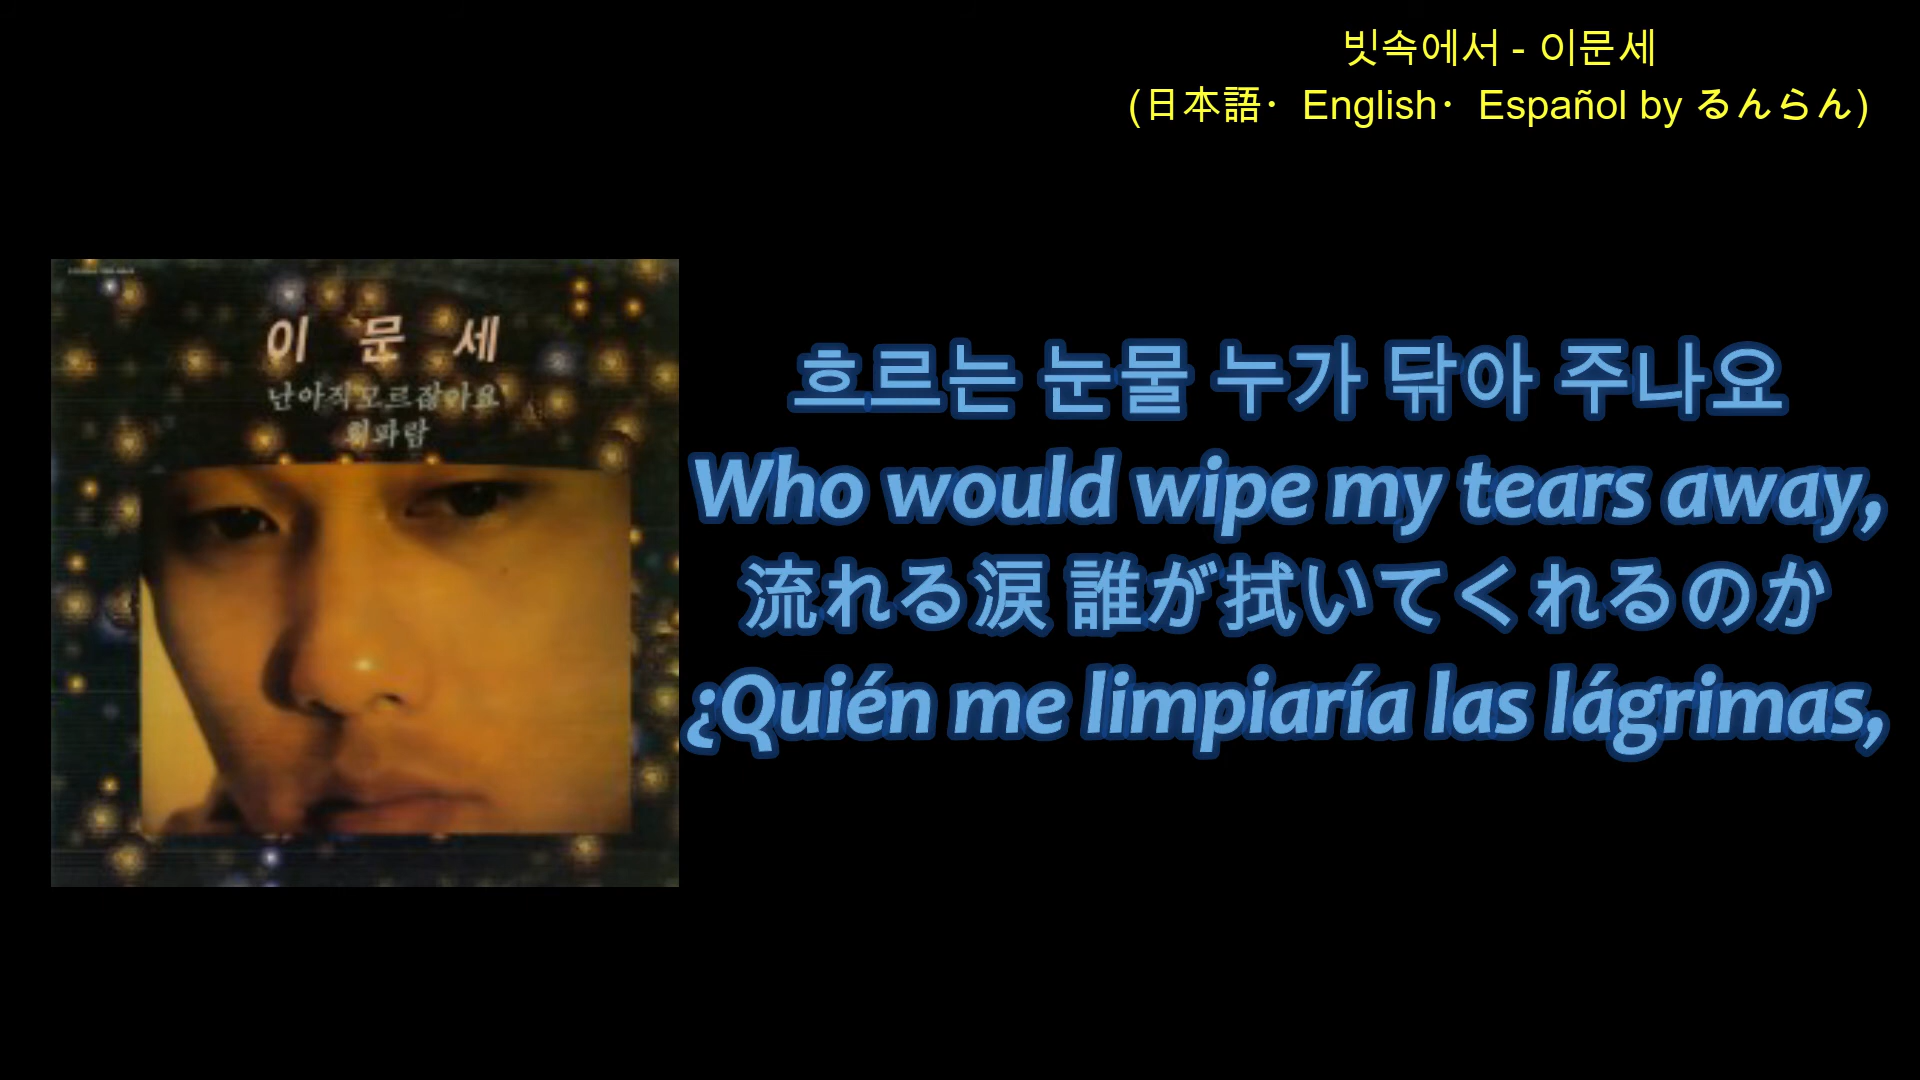 빗속에서 - 이문세
(日本語· English· Español by るんらん)
이 문 세
난 아직 모르잖아요
휘파람
흐르는 눈물 누가 닦아 주나요
Who would wipe my tears away,
流れる涙 誰が拭いてくれるのか
¿Quién me limpiaría las lágrimas,